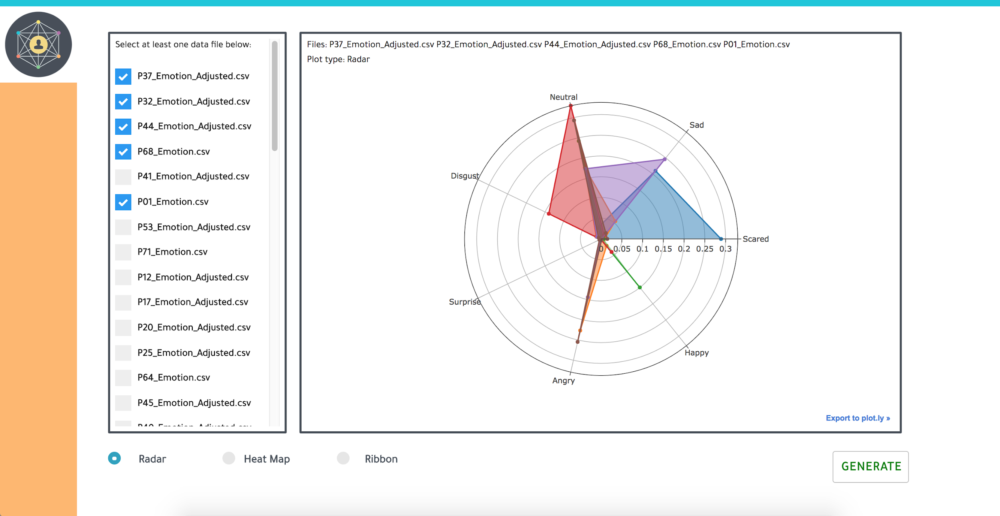 Select at least one data file below:
P37_Emotion_Adjusted.csv
P32_Emotion_Adjusted.csv
P44_Emotion_Adjusted.csv
P68_Emotion.csv
P41_Emotion_Adjusted.csv
P01_Emotion.csv
P53_Emotion_Adjusted.csv
P71_Emotion.csv
P12_Emotion_Adjusted.csv
P17_Emotion_Adjusted.csv
P20_Emotion_Adjusted.csv
P25_Emotion_Adjusted.csv
P64_Emotion.csv
P45_Emotion_Adjusted.csv
Files: P37_Emotion_Adjusted.csv P32_Emotion_Adjusted.csv P44_Emotion_Adjusted.csv P68_Emotion.csv P01_Emotion.csv
Plot type: Radar
Neutral
Sad
Disgust
Scared
0 0.05 0.1 0.15 0.2 0.25 0.3
Surprise
Happy
Angry
Export to plot.ly »
Radar
Heat Map
Ribbon
GENERATE